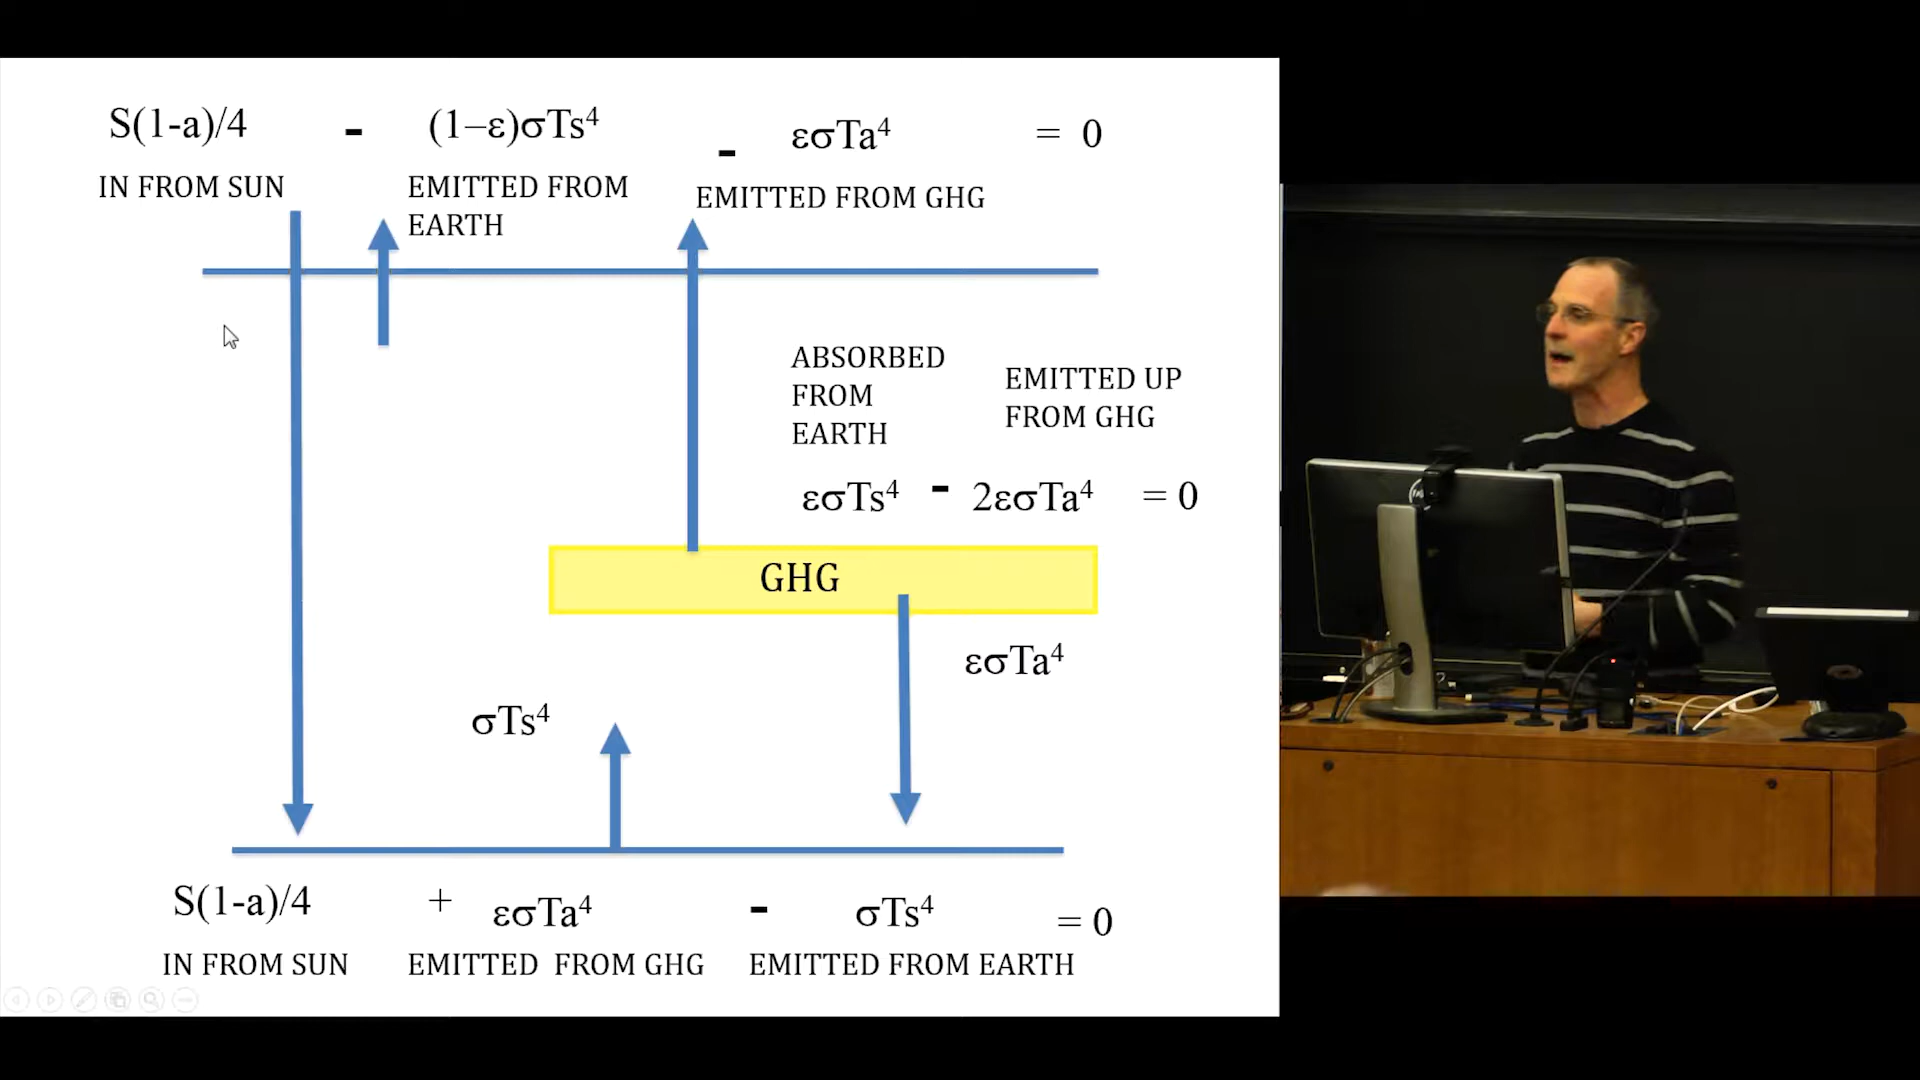 S(1-a)/4 - (1–ε)σTs⁴ - εσTa⁴ = 0
IN FROM SUN
EMITTED FROM
EARTH
EMITTED FROM GHG
ABSORBED
FROM
EARTH
EMITTED UP
FROM GHG
εσTs⁴ - 2εσTa⁴ = 0
GHG
εσTa⁴
σTs⁴
S(1-a)/4 + εσTa⁴ - σTs⁴ = 0
IN FROM SUN EMITTED FROM GHG EMITTED FROM EARTH